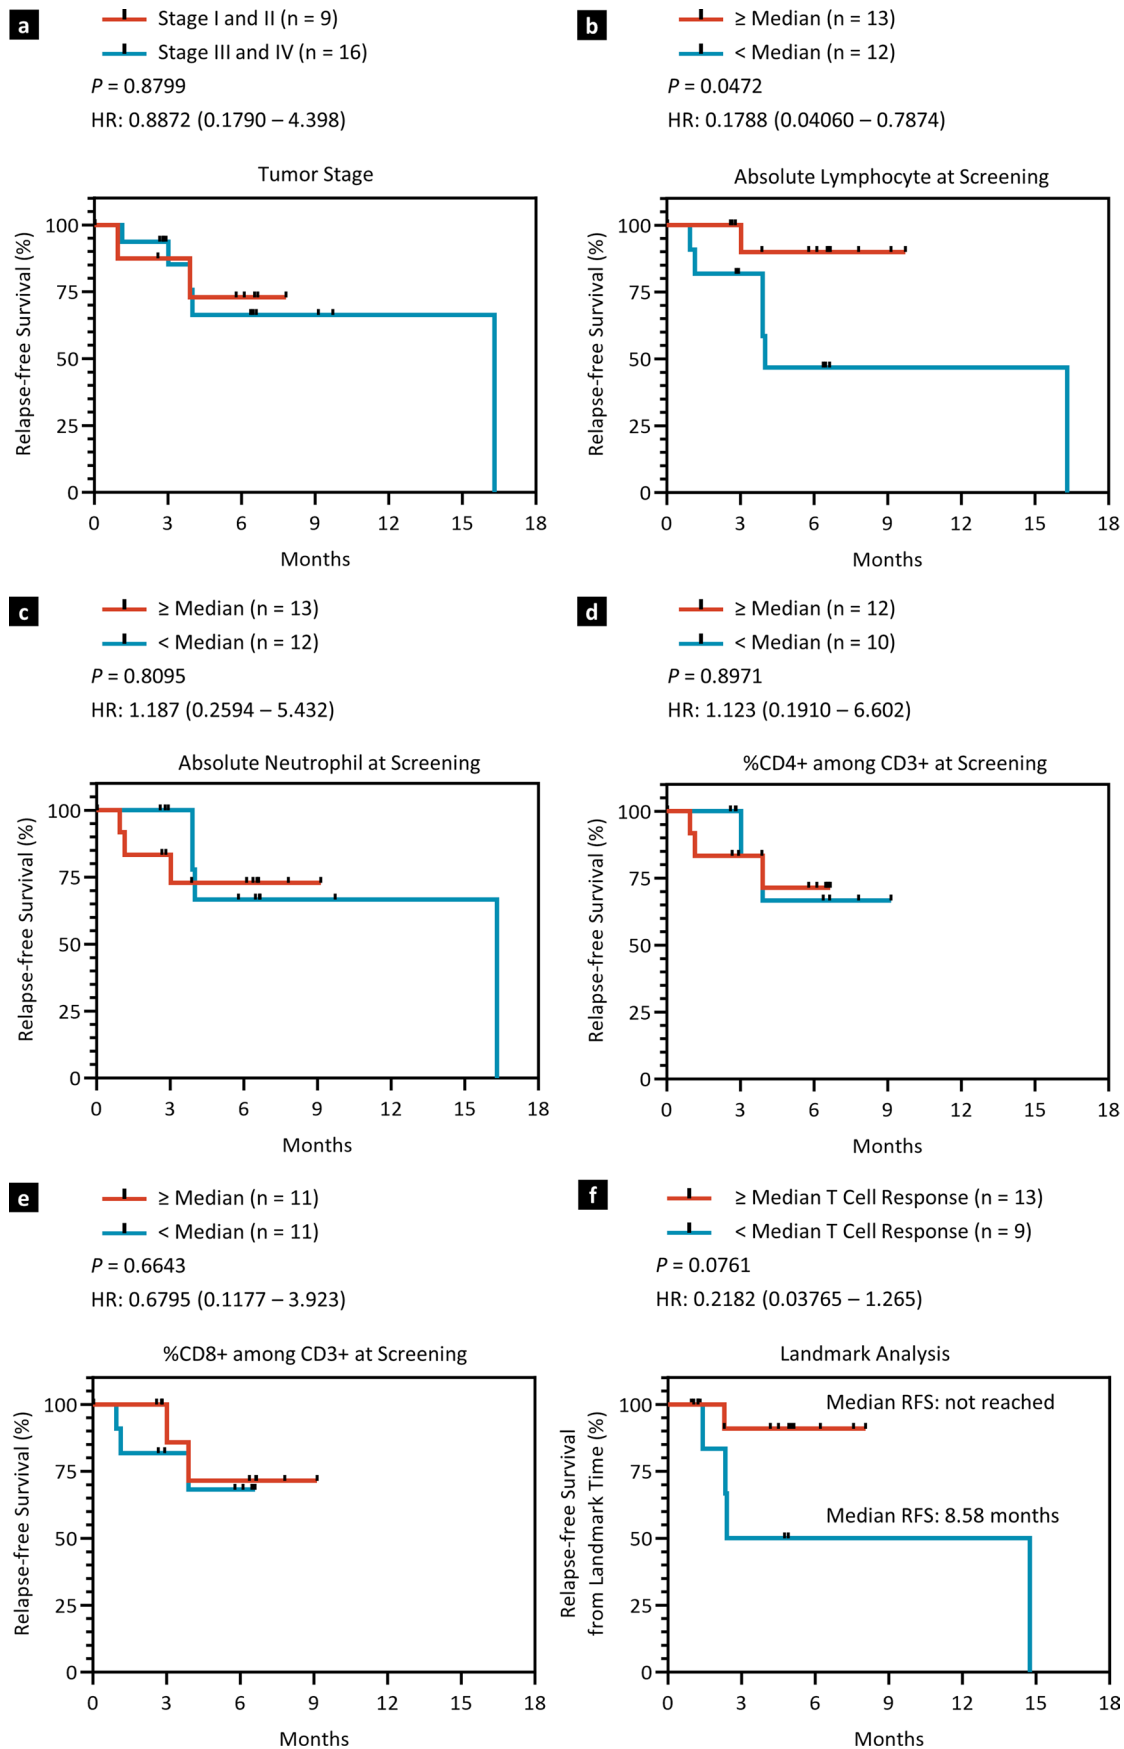 a
Stage I and II (n = 9)
Stage III and IV (n = 16)
P = 0.8799
HR: 0.8872 (0.1790 – 4.398)
Tumor Stage
Relapse-free Survival (%)
100
75
50
25
0
0 3 6 9 12 15 18
Months
b
≥ Median (n = 13)
< Median (n = 12)
P = 0.0472
HR: 0.1788 (0.04060 – 0.7874)
Absolute Lymphocyte at Screening
Relapse-free Survival (%)
100
75
50
25
0
0 3 6 9 12 15 18
Months
c
≥ Median (n = 13)
< Median (n = 12)
P = 0.8095
HR: 1.187 (0.2594 – 5.432)
Absolute Neutrophil at Screening
Relapse-free Survival (%)
100
75
50
25
0
0 3 6 9 12 15 18
Months
d
≥ Median (n = 12)
< Median (n = 10)
P = 0.8971
HR: 1.123 (0.1910 – 6.602)
%CD4+ among CD3+ at Screening
Relapse-free Survival (%)
100
75
50
25
0
0 3 6 9 12 15 18
Months
e
≥ Median (n = 11)
< Median (n = 11)
P = 0.6643
HR: 0.6795 (0.1177 – 3.923)
%CD8+ among CD3+ at Screening
Relapse-free Survival (%)
100
75
50
25
0
0 3 6 9 12 15 18
Months
f
≥ Median T Cell Response (n = 13)
< Median T Cell Response (n = 9)
P = 0.0761
HR: 0.2182 (0.03765 – 1.265)
Landmark Analysis
Relapse-free Survival
from Landmark Time (%)
100
75
50
25
0
Median RFS: not reached
Median RFS: 8.58 months
0 3 6 9 12 15 18
Months